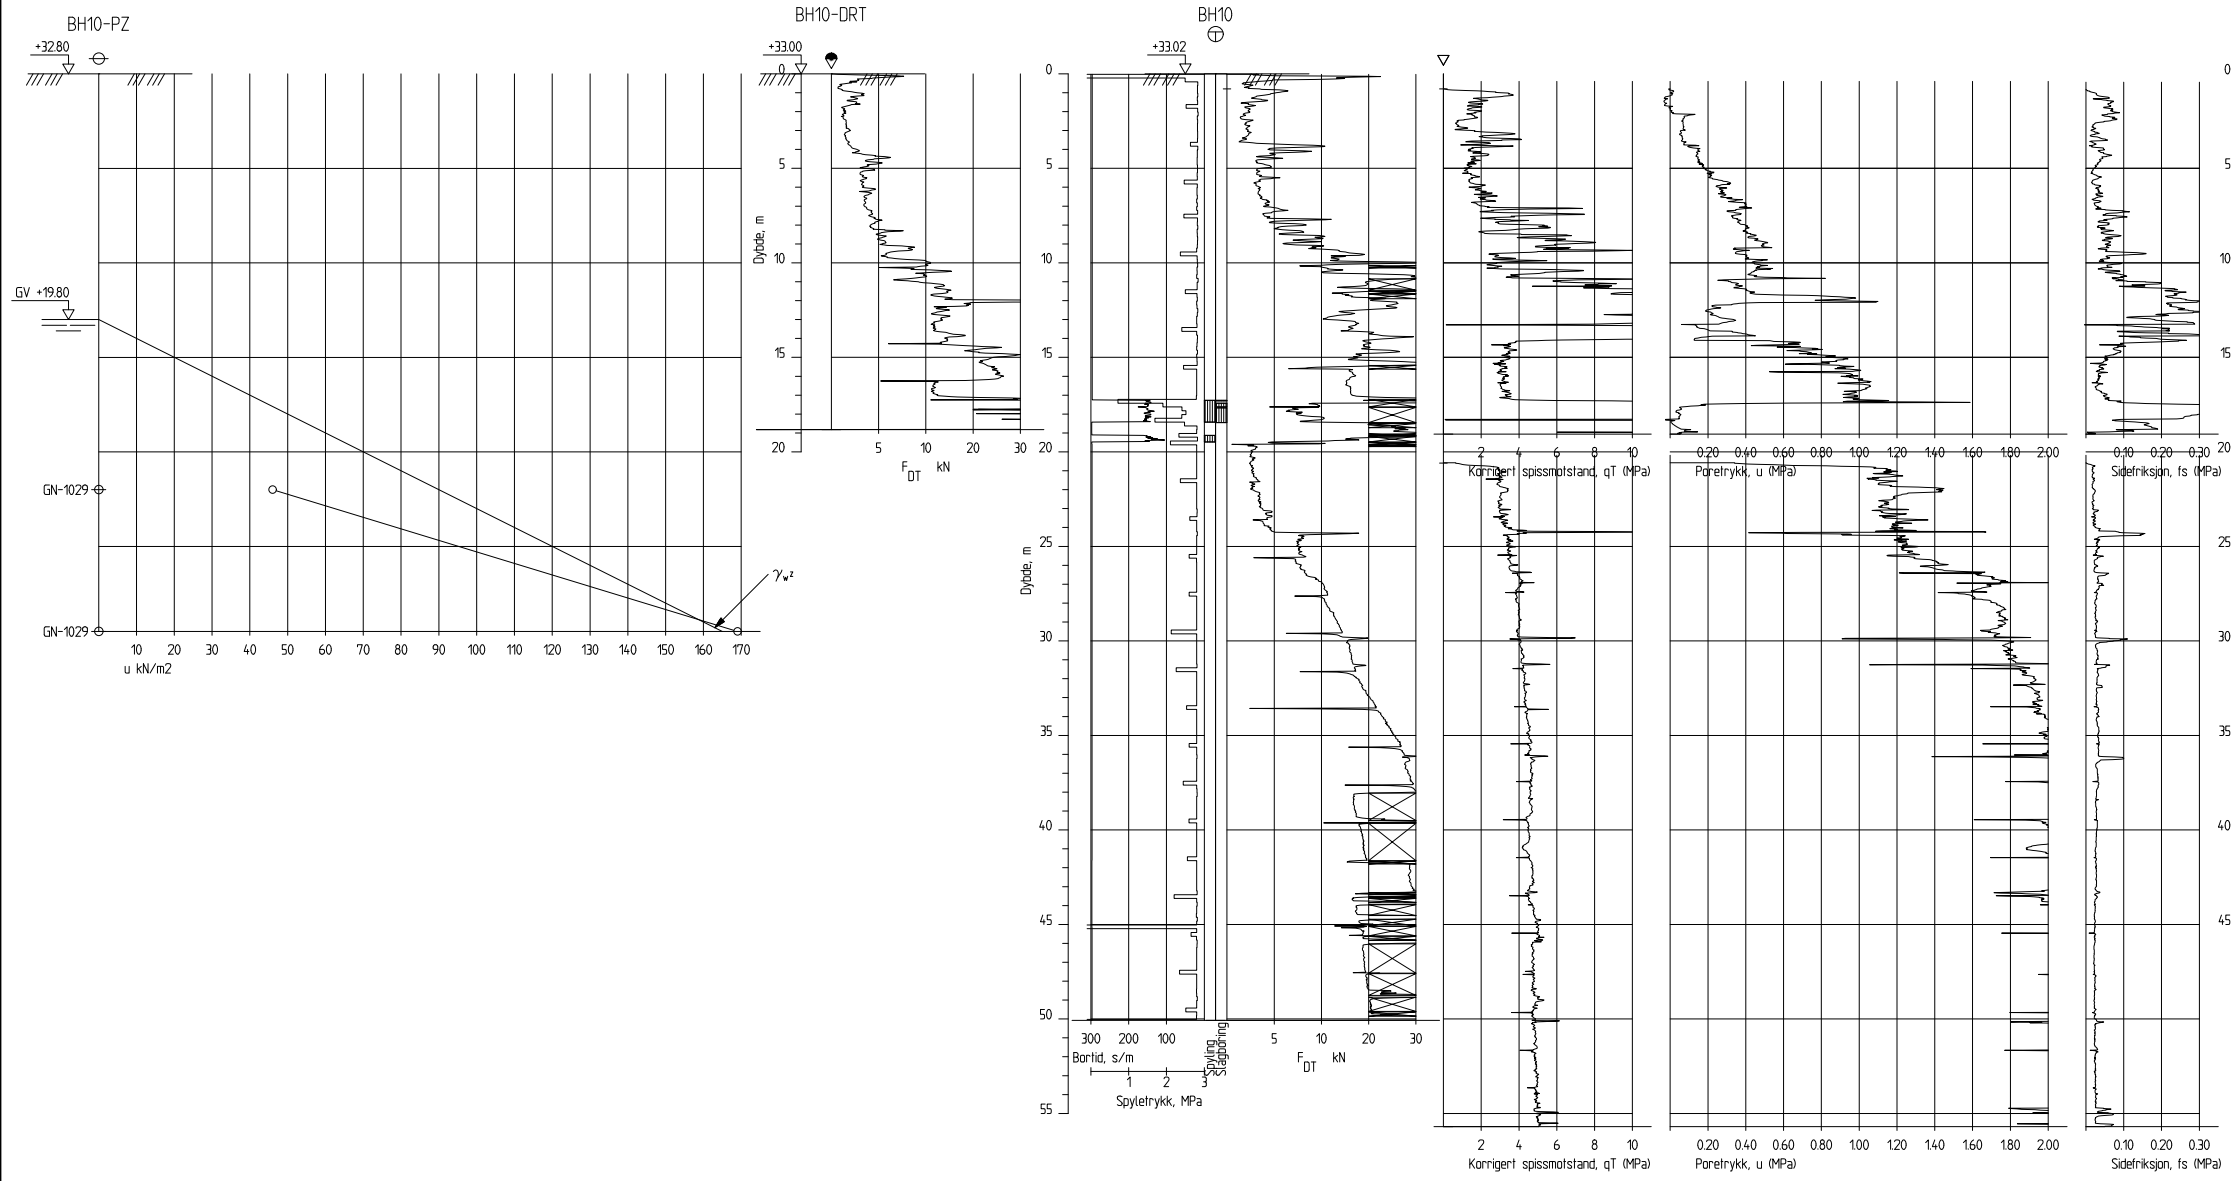 BH10-PZ
+32.80
GV +19.80
GN-1029
GN-1029
10 20 30 40 50 60 70 80 90 100 110 120 130 140 150 160 170
u kN/m2
γwz
BH10-DRT
+33.00
0
5
10
15
20
Dybde, m
5 10 20 30
FDT kN
BH10
+33.02
0
5
10
15
20
25
30
35
40
45
50
55
Dybde, m
300 200 100
Bortid, s/m
1 2 3
Spyletrykk, MPa
Spyling
Slagboring
5 10 20 30
FDT kN
2 4 6 8 10
Korrigert spissmotstand, qT (MPa)
0.20 0.40 0.60 0.80 1.00 1.20 1.40 1.60 1.80 2.00
Poretrykk, u (MPa)
0.10 0.20 0.30
Sidefriksjon, fs (MPa)
0
5
10
15
20
25
30
35
40
45
2 4 6 8 10
Korrigert spissmotstand, qT (MPa)
0.20 0.40 0.60 0.80 1.00 1.20 1.40 1.60 1.80 2.00
Poretrykk, u (MPa)
0.10 0.20 0.30
Sidefriksjon, fs (MPa)